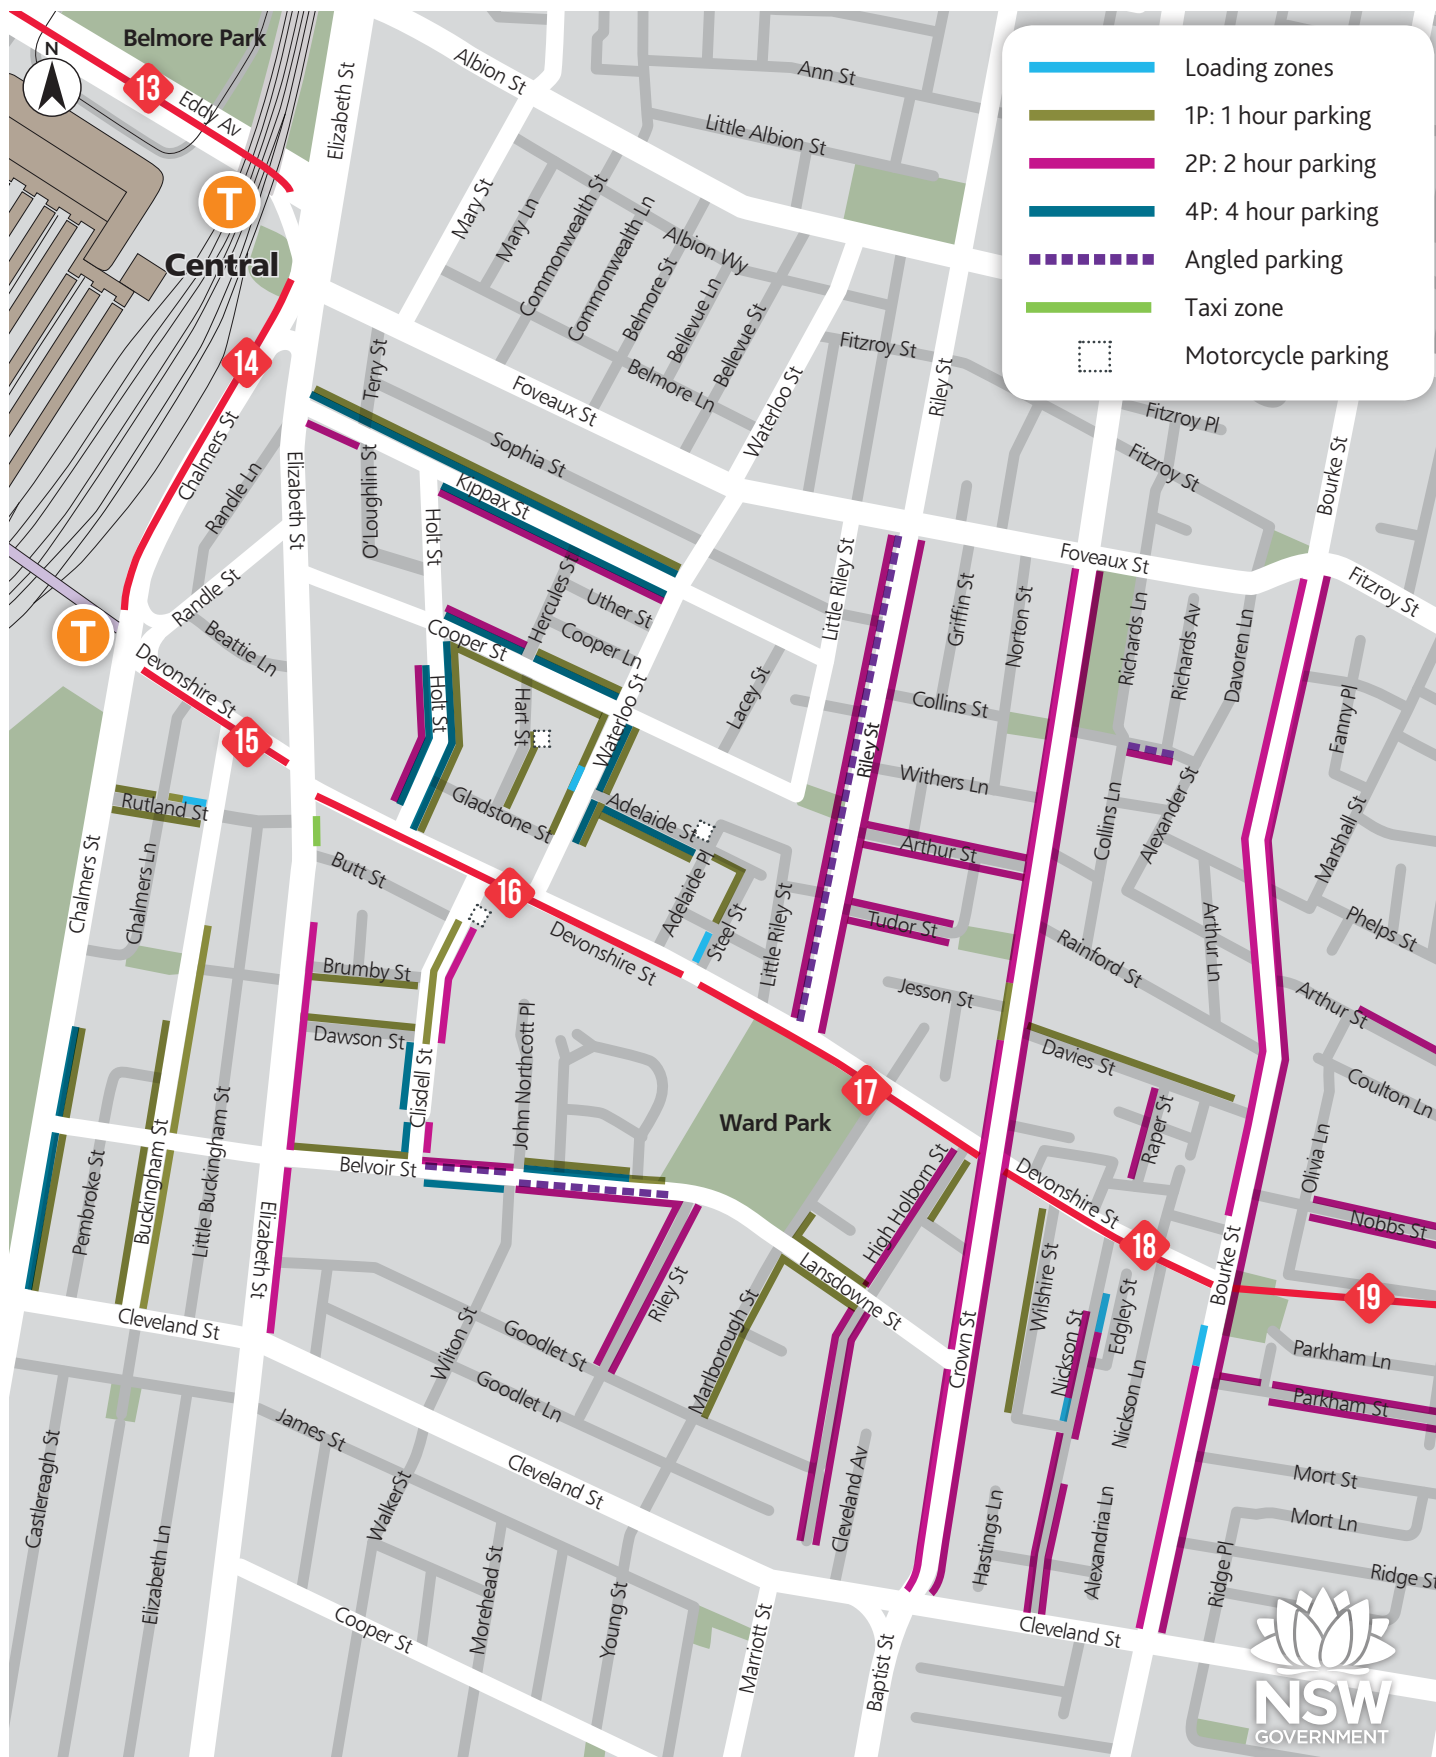 Belmore Park
N
13
Eddy Av
T
Central
Elizabeth St
Albion St
Ann St
Little Albion St
Loading zones
1P: 1 hour parking
2P: 2 hour parking
4P: 4 hour parking
Angled parking
Taxi zone
Motorcycle parking
Mary St
Mary Ln
Commonwealth St
Commonwealth Ln
Albion Wy
Belmore St
Bellevue Ln
Bellevue St
Belmore Ln
Fitzroy St
Riley St
Waterloo St
14
Terry St
Foveaux St
Sophia St
Kippax St
Chalmers St
Randle Ln
Elizabeth St
O'Loughlin St
Holt St
Fitzroy Pl
Fitzroy St
Bourke St
Foveaux St
Fitzroy St
Hercules St
Uther St
Cooper Ln
Cooper St
Little Riley St
Griffin St
Norton St
Richards Ln
Richards Av
Davoren Ln
Randle St
T
Beattie Ln
Devonshire St
15
Holt St
Hart St
Waterloo St
Lacey St
Riley St
Collins St
Withers Ln
Fanny Pl
Rutland St
Gladstone St
Adelaide St
Arthur St
Collins Ln
Alexander St
Marshall St
Chalmers St
Chalmers Ln
Butt St
16
Adelaide Pl
Steel St
Little Riley St
Tudor St
Rainford St
Arthur Ln
Phelps St
Devonshire St
Brumby St
Dawson St
Clisdell St
John Northcott Pl
Jesson St
Arthur St
Davies St
Coulton Ln
17
Ward Park
Raper St
Olivia Ln
Pembroke St
Buckingham St
Little Buckingham St
Belvoir St
High Holborn St
Devonshire St
18
Nobbs St
Elizabeth St
Riley St
Lansdowne St
Wilshire St
Bourke St
19
Cleveland St
Wilton St
Goodlet St
Goodlet Ln
Marlborough St
Crown St
Nickson St
Edgley St
Nickson Ln
Parkham Ln
Parkham St
James St
Castlereagh St
Elizabeth Ln
Walker St
Cleveland St
Cleveland Av
Hastings Ln
Alexandria Ln
Mort St
Mort Ln
Ridge Pl
Ridge St
Morehead St
Young St
Cooper St
Marriott St
Baptist St
Cleveland St
NSW
GOVERNMENT